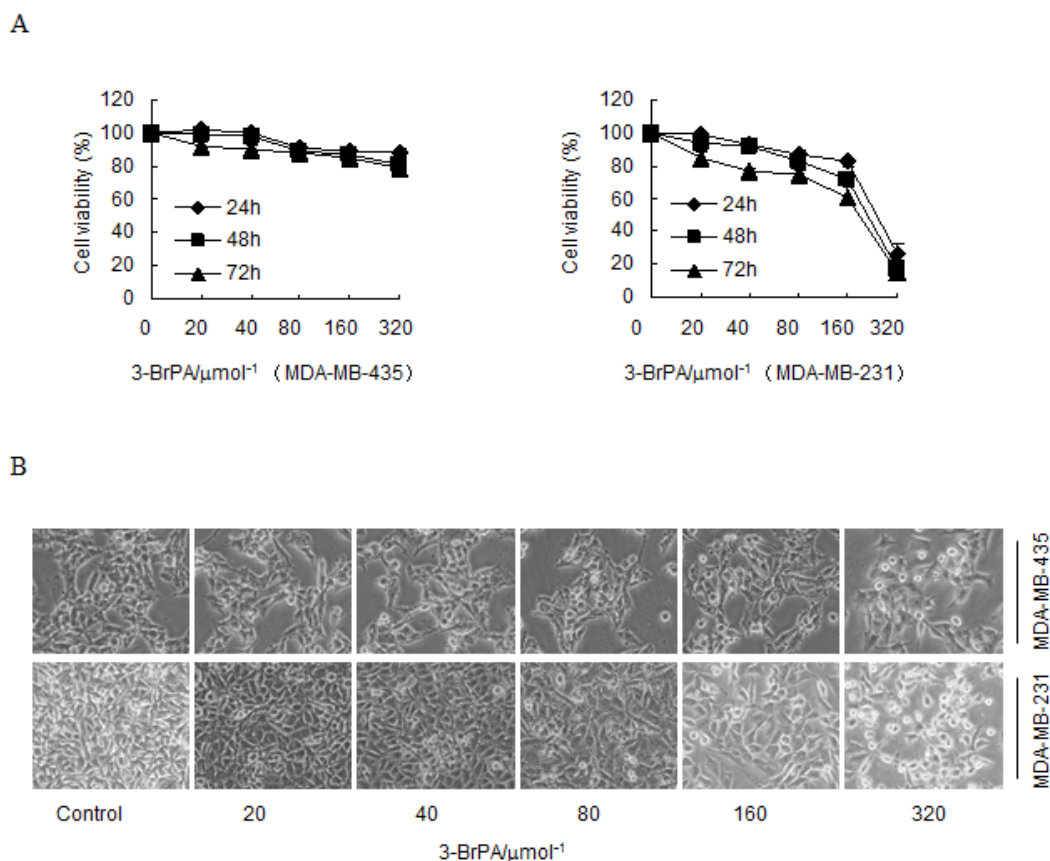 A
120
100
80
60
40
20
0
Cell viability (%)
24h
48h
72h
0 20 40 80 160 320
3-BrPA/μmol⁻¹ (MDA-MB-435)
120
100
80
60
40
20
0
Cell viability (%)
24h
48h
72h
0 20 40 80 160 320
3-BrPA/μmol⁻¹ (MDA-MB-231)
B
MDA-MB-435
MDA-MB-231
Control 20 40 80 160 320
3-BrPA/μmol⁻¹